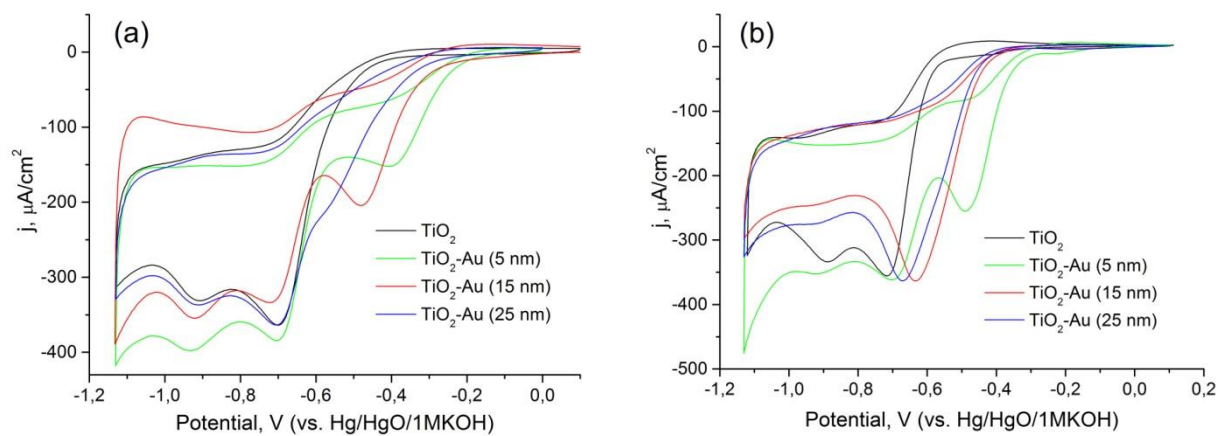 (a)
0
-100
-200
-300
-400
j, µA/cm²
TiO₂
TiO₂-Au (5 nm)
TiO₂-Au (15 nm)
TiO₂-Au (25 nm)
-1,2 -1,0 -0,8 -0,6 -0,4 -0,2 0,0
Potential, V (vs. Hg/HgO/1MKOH)
(b)
0
-100
-200
-300
-400
-500
j, µA/cm²
TiO₂
TiO₂-Au (5 nm)
TiO₂-Au (15 nm)
TiO₂-Au (25 nm)
-1,2 -1,0 -0,8 -0,6 -0,4 -0,2 0,0 0,2
Potential, V (vs. Hg/HgO/1MKOH)